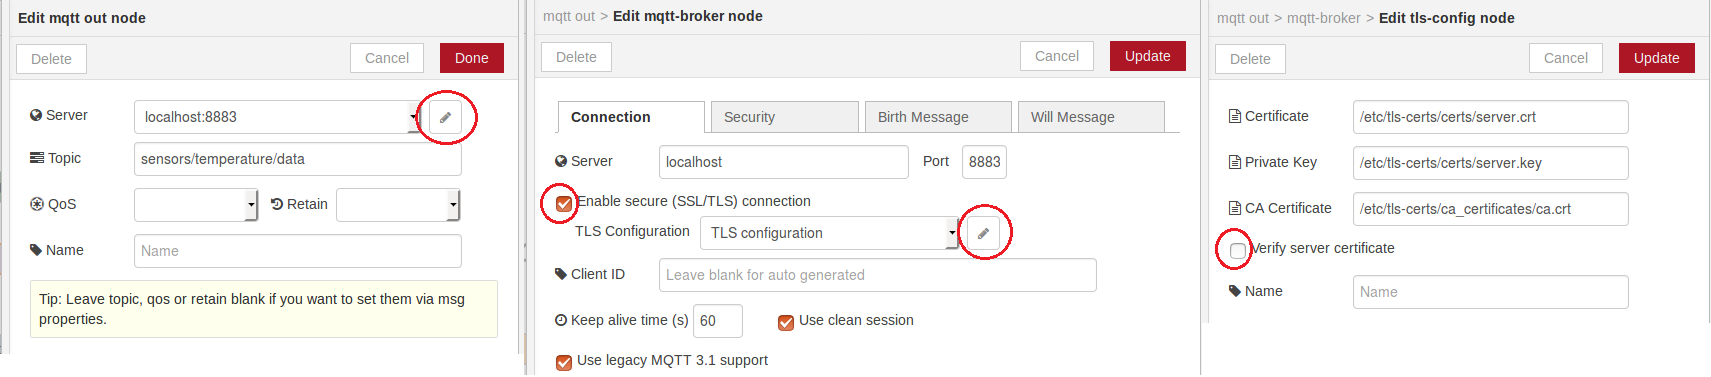 Edit mqtt out node
Delete
Cancel
Done
Server
localhost:8883
Topic
sensors/temperature/data
QoS
Retain
Name
Name
Tip: Leave topic, qos or retain blank if you want to set them via msg
properties.
mqtt out > Edit mqtt-broker node
Delete
Cancel
Update
Connection
Security
Birth Message
Will Message
Server
localhost
Port
8883
Enable secure (SSL/TLS) connection
TLS Configuration
TLS configuration
Client ID
Leave blank for auto generated
Keep alive time (s)
60
Use clean session
Use legacy MQTT 3.1 support
mqtt out > mqtt-broker > Edit tls-config node
Delete
Cancel
Update
Certificate
/etc/tls-certs/certs/server.crt
Private Key
/etc/tls-certs/certs/server.key
CA Certificate
/etc/tls-certs/ca_certificates/ca.crt
Verify server certificate
Name
Name